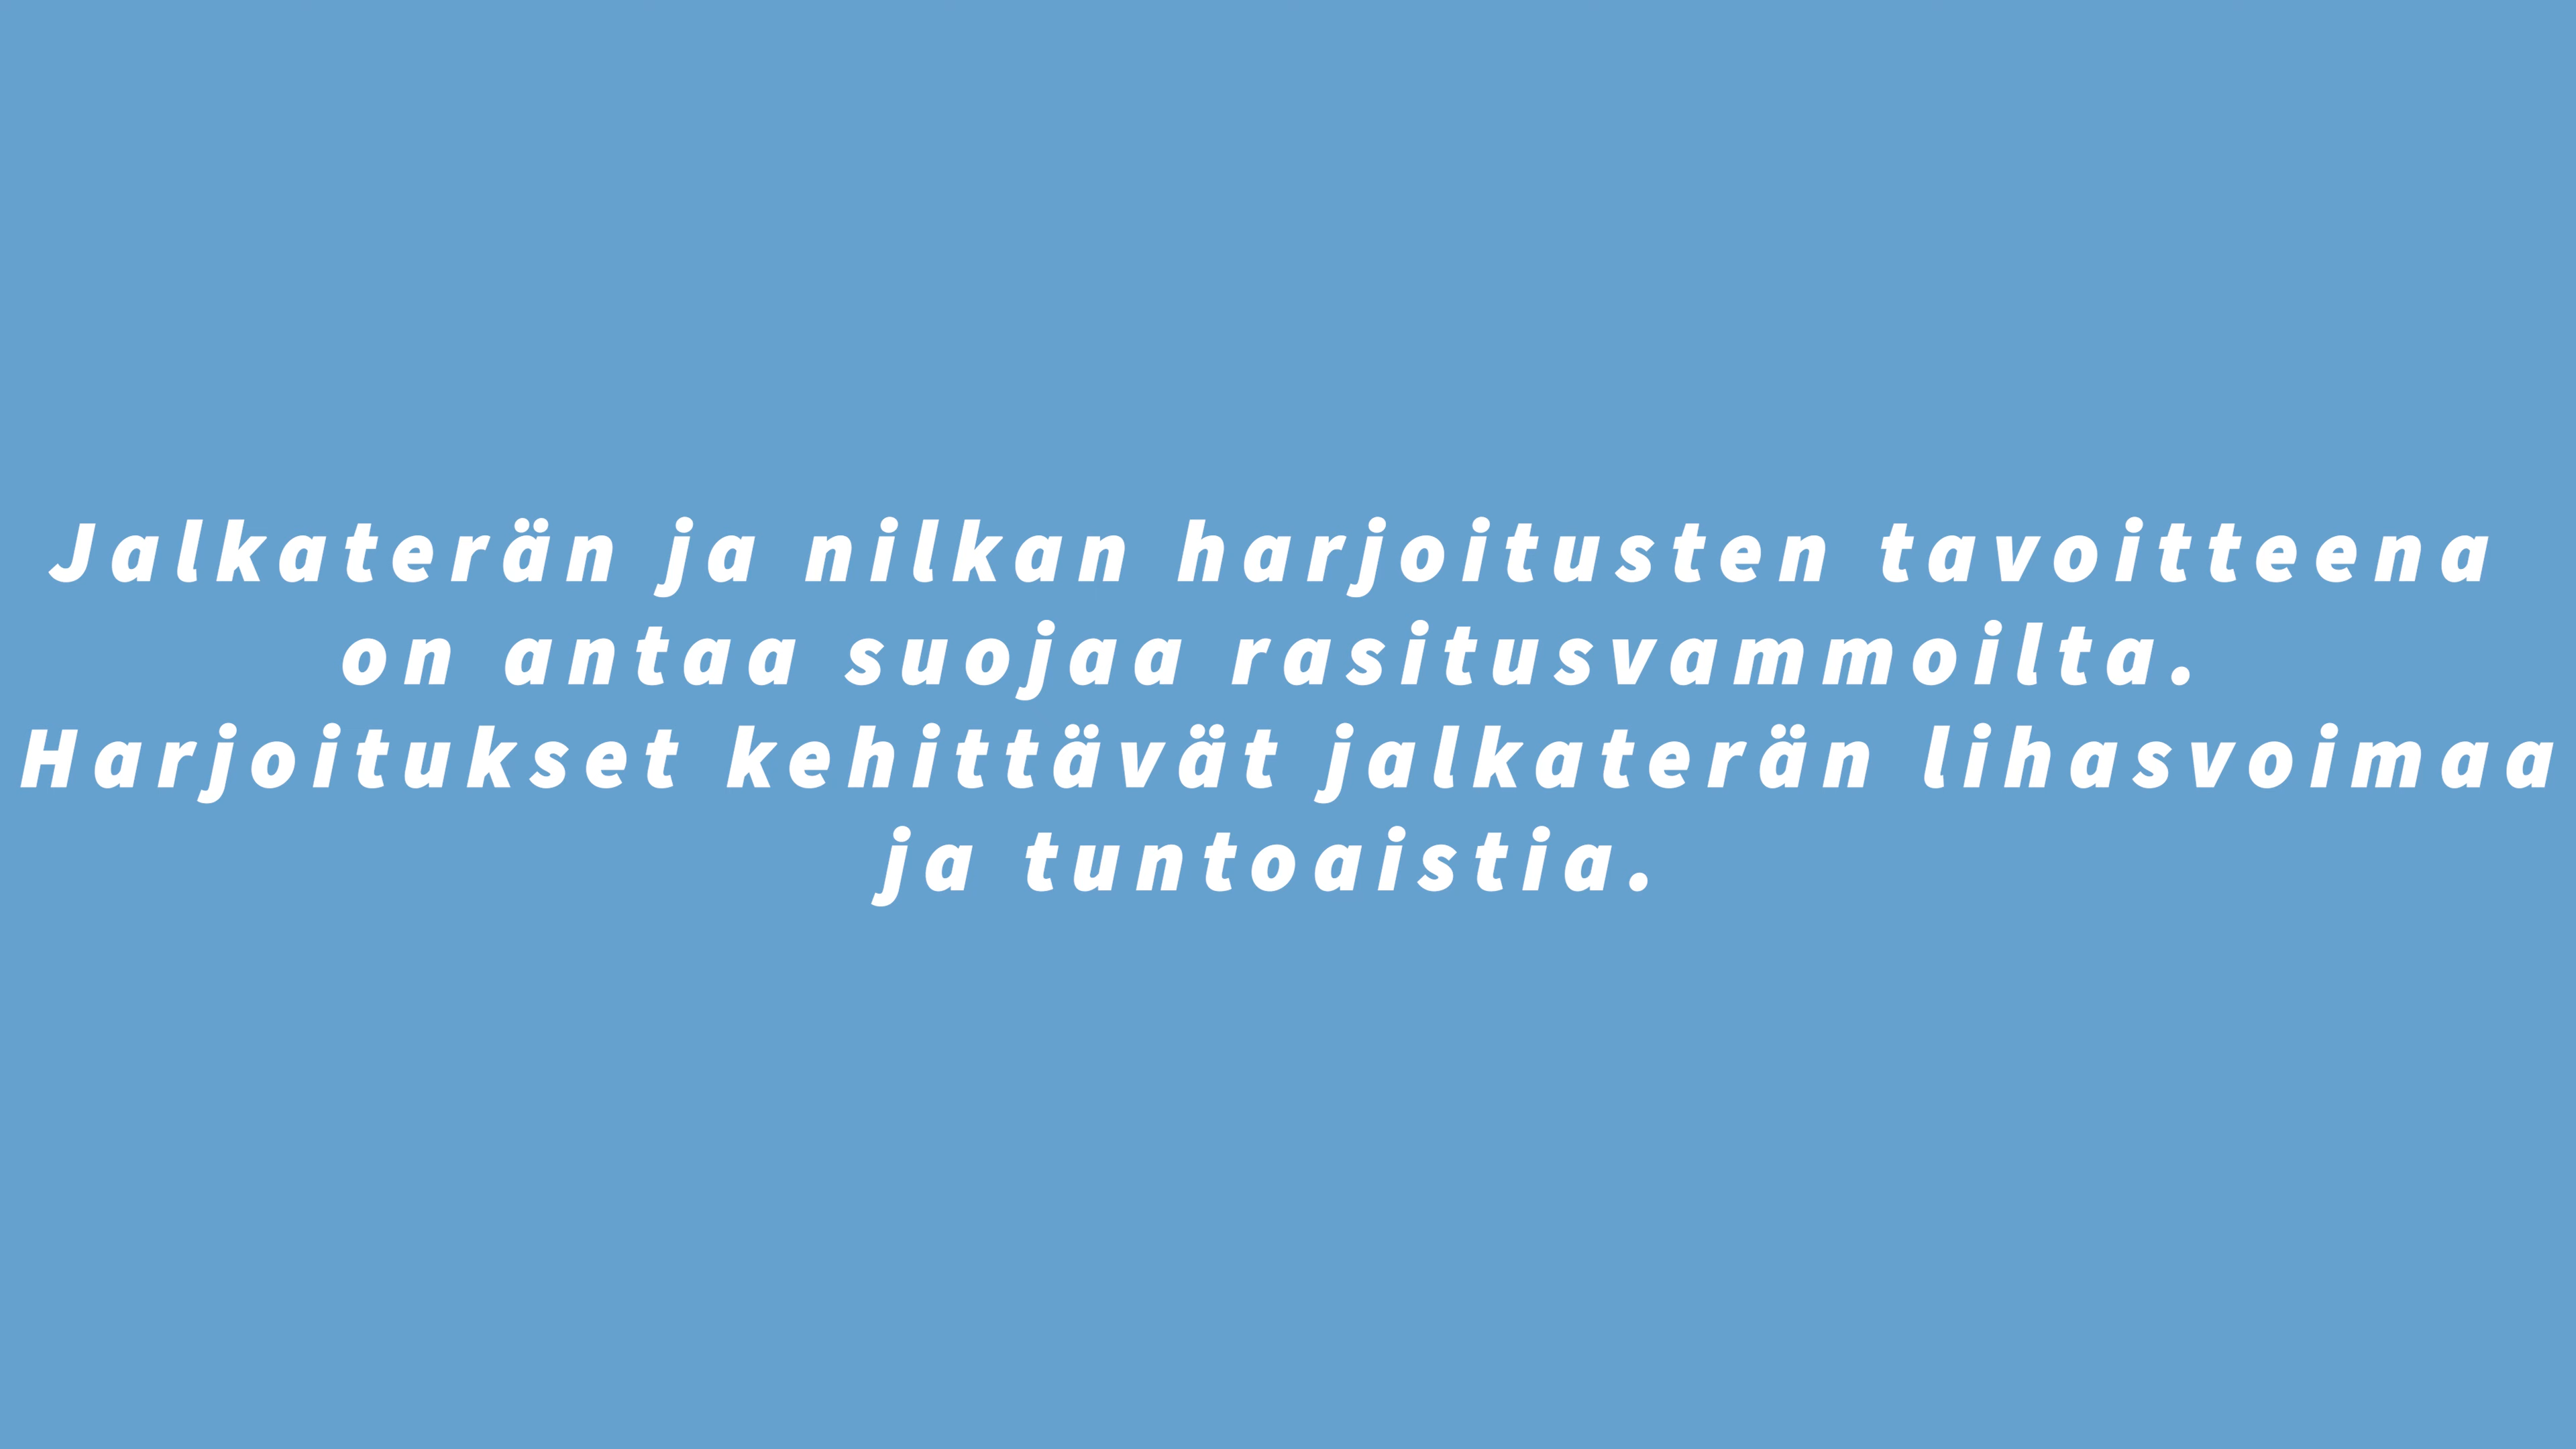 Jalkaterän ja nilkan harjoitusten tavoitteena
on antaa suojaa rasitusvammoilta.
Harjoitukset kehittävät jalkaterän lihasvoimaa
ja tuntoaistia.